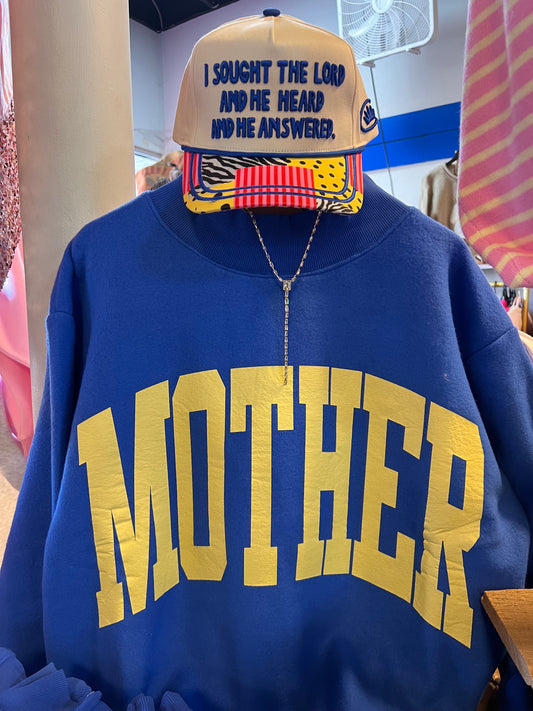 I SOUGHT THE LORD
AND HE HEARD
AND HE ANSWERED.
MOTHER